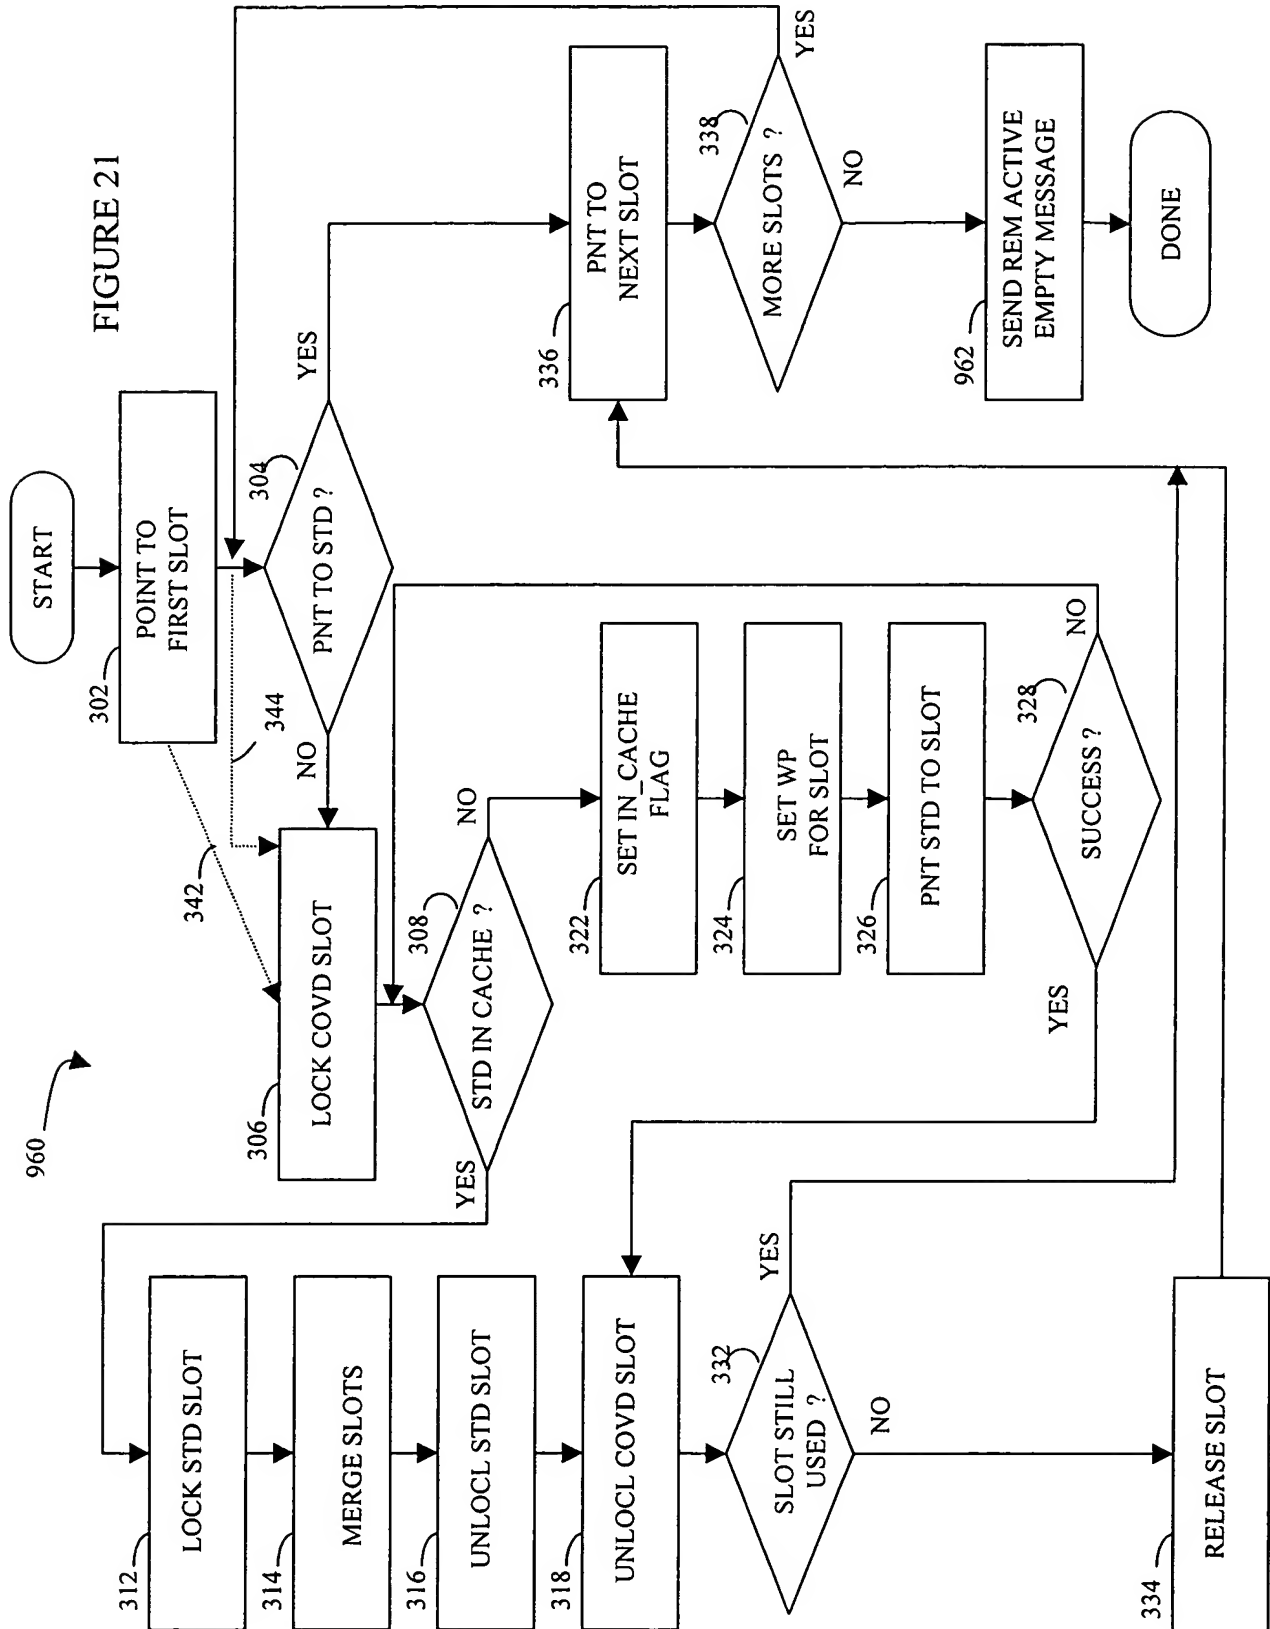 FIGURE 21
960
START
302
POINT TO
FIRST SLOT
342
344
304
PNT TO STD ?
YES
NO
306
LOCK COVD SLOT
308
STD IN CACHE ?
YES
NO
312
LOCK STD SLOT
314
MERGE SLOTS
316
UNLOCL STD SLOT
318
UNLOCL COVD SLOT
322
SET IN_CACHE
FLAG
324
SET WP
FOR SLOT
326
PNT STD TO SLOT
328
SUCCESS ?
YES
NO
332
SLOT STILL
USED ?
YES
NO
334
RELEASE SLOT
336
PNT TO
NEXT SLOT
338
MORE SLOTS ?
YES
NO
962
SEND REM ACTIVE
EMPTY MESSAGE
DONE